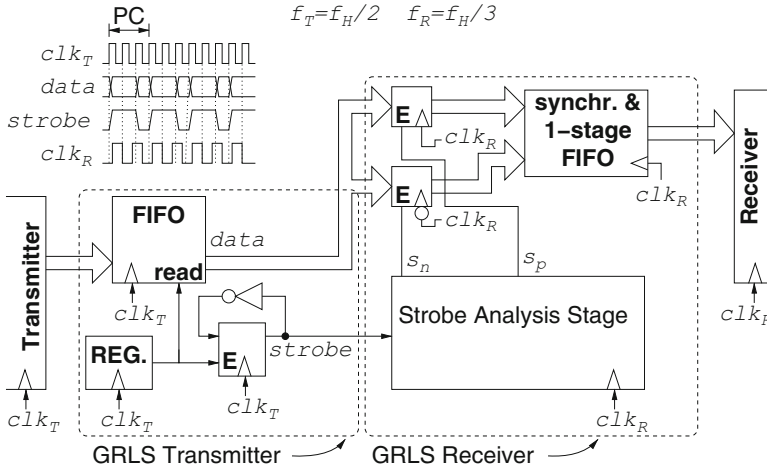 PC
f_T=f_H/2 f_R=f_H/3
clk_T
data
strobe
clk_R
E
clk_R
synchr. &
1-stage
FIFO
clk_R
Receiver
clk_R
Transmitter
clk_T
FIFO
read
clk_T
data
E
clk_R
s_n
s_p
REG.
clk_T
E
clk_T
strobe
Strobe Analysis Stage
clk_R
GRLS Transmitter
GRLS Receiver